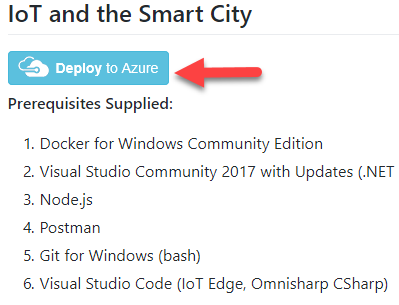 IoT and the Smart City
Deploy to Azure
Prerequisites Supplied:
1. Docker for Windows Community Edition
2. Visual Studio Community 2017 with Updates (.NET
3. Node.js
4. Postman
5. Git for Windows (bash)
6. Visual Studio Code (IoT Edge, Omnisharp CSharp)